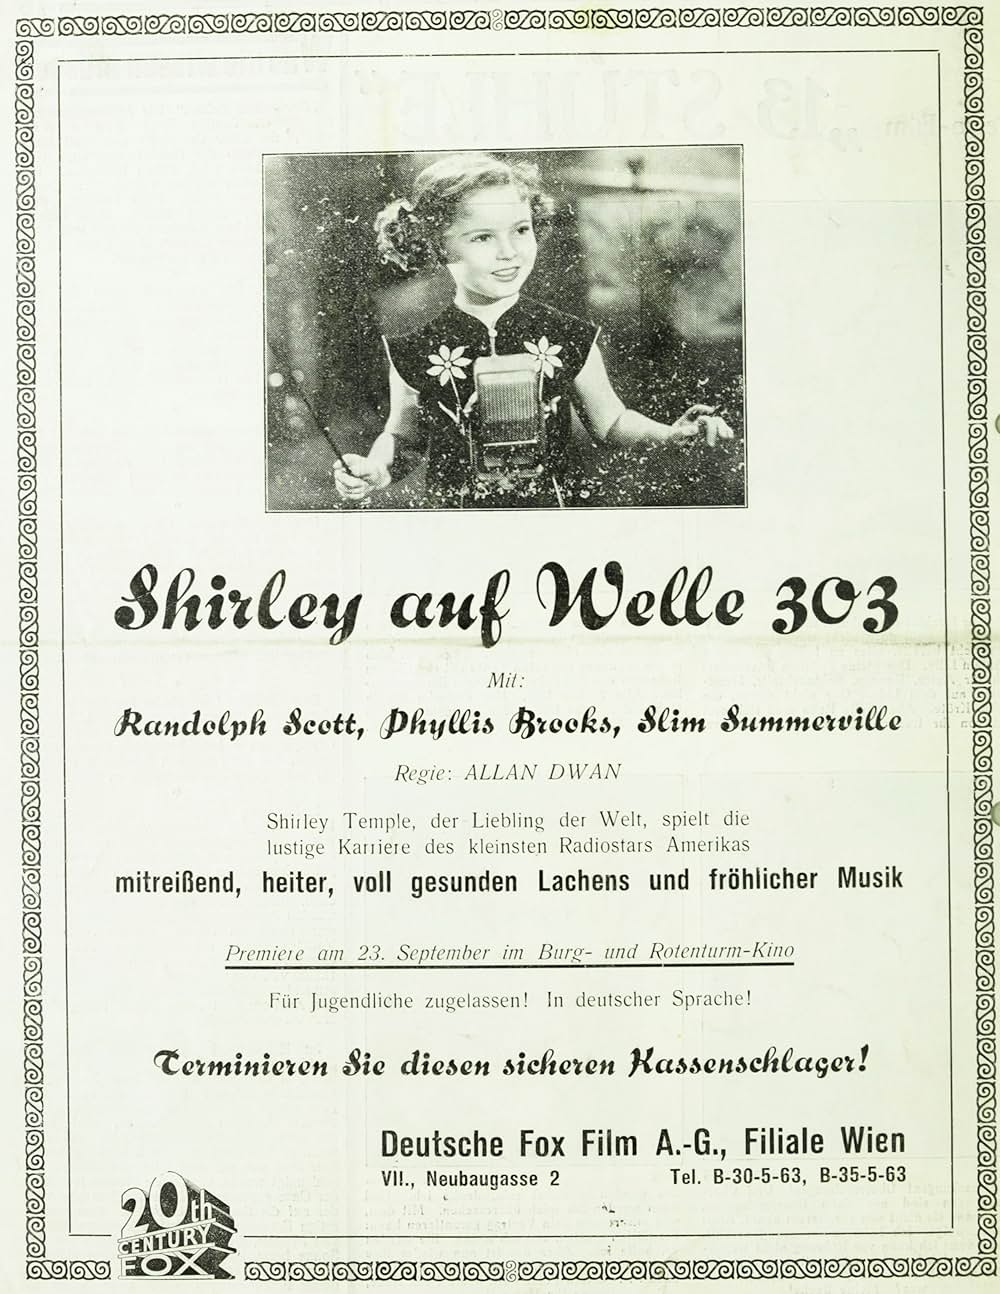 Shirley auf Welle 303
Mit:
Randolph Scott, Phyllis Brooks, Slim Summerville
Regie: ALLAN DWAN
Shirley Temple, der Liebling der Welt, spielt die
lustige Karriere des kleinsten Radiostars Amerikas
mitreißend, heiter, voll gesunden Lachens und fröhlicher Musik
Premiere am 23. September im Burg- und Rotenturm-Kino
Für Jugendliche zugelassen! In deutscher Sprache!
Terminieren Sie diesen sicheren Kassenschlager!
Deutsche Fox Film A.-G., Filiale Wien
VII., Neubaugasse 2 Tel. B-30-5-63, B-35-5-63
20th
CENTURY
FOX